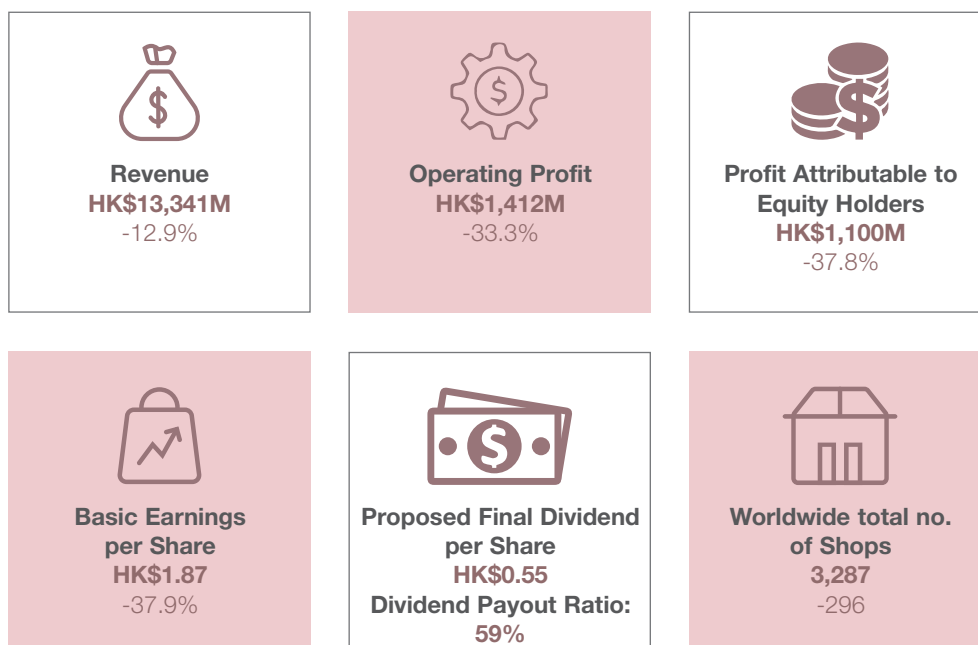 $
Revenue
HK$13,341M
-12.9%
$
Operating Profit
HK$1,412M
-33.3%
$
Profit Attributable to
Equity Holders
HK$1,100M
-37.8%
Basic Earnings
per Share
HK$1.87
-37.9%
$
Proposed Final Dividend
per Share
HK$0.55
Dividend Payout Ratio:
59%
Worldwide total no.
of Shops
3,287
-296